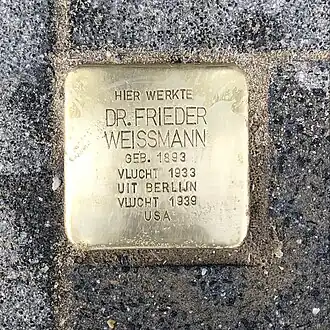 HIER WERKTE
DR. FRIEDER
WEISSMANN
GEB. 1893
VLUCHT 1933
UIT BERLIJN
VLUCHT 1939
USA